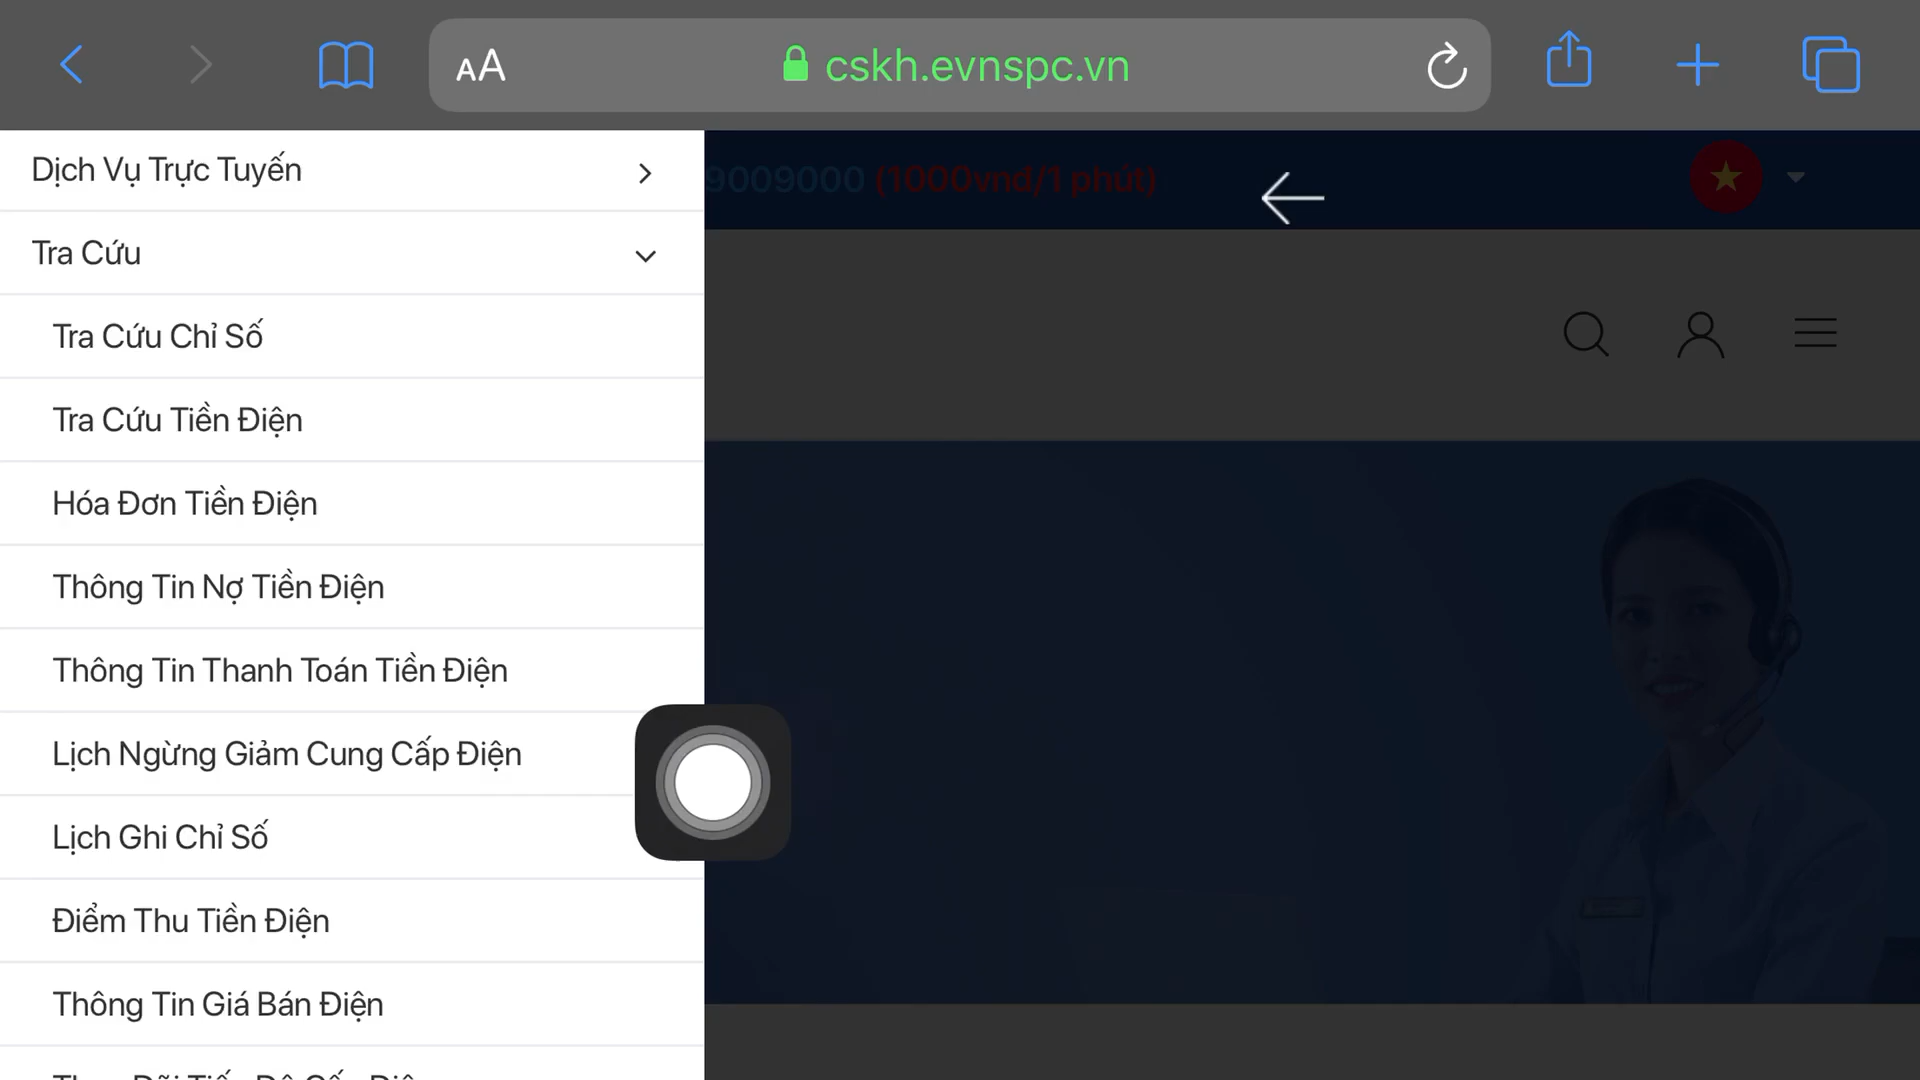 AA
cskh.evnspc.vn
9009000 (1000vnd/1 phút)
Dịch Vụ Trực Tuyến
Tra Cứu
Tra Cứu Chỉ Số
Tra Cứu Tiền Điện
Hóa Đơn Tiền Điện
Thông Tin Nợ Tiền Điện
Thông Tin Thanh Toán Tiền Điện
Lịch Ngừng Giảm Cung Cấp Điện
Lịch Ghi Chỉ Số
Điểm Thu Tiền Điện
Thông Tin Giá Bán Điện